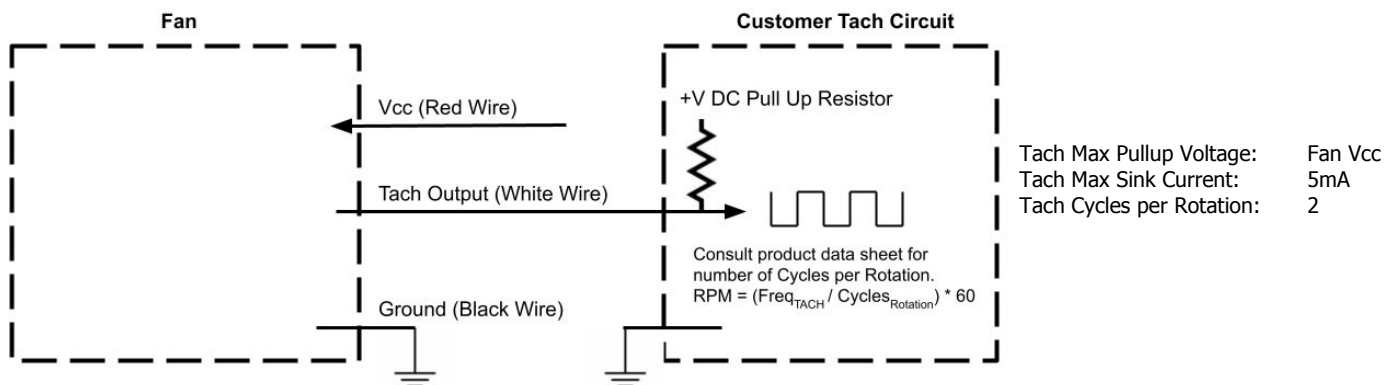 Fan
Customer Tach Circuit
Vcc (Red Wire)
+V DC Pull Up Resistor
Tach Output (White Wire)
Consult product data sheet for
number of Cycles per Rotation.
RPM = (Freq_TACH / Cycles_Rotation) * 60
Ground (Black Wire)
Tach Max Pullup Voltage: Fan Vcc
Tach Max Sink Current: 5mA
Tach Cycles per Rotation: 2